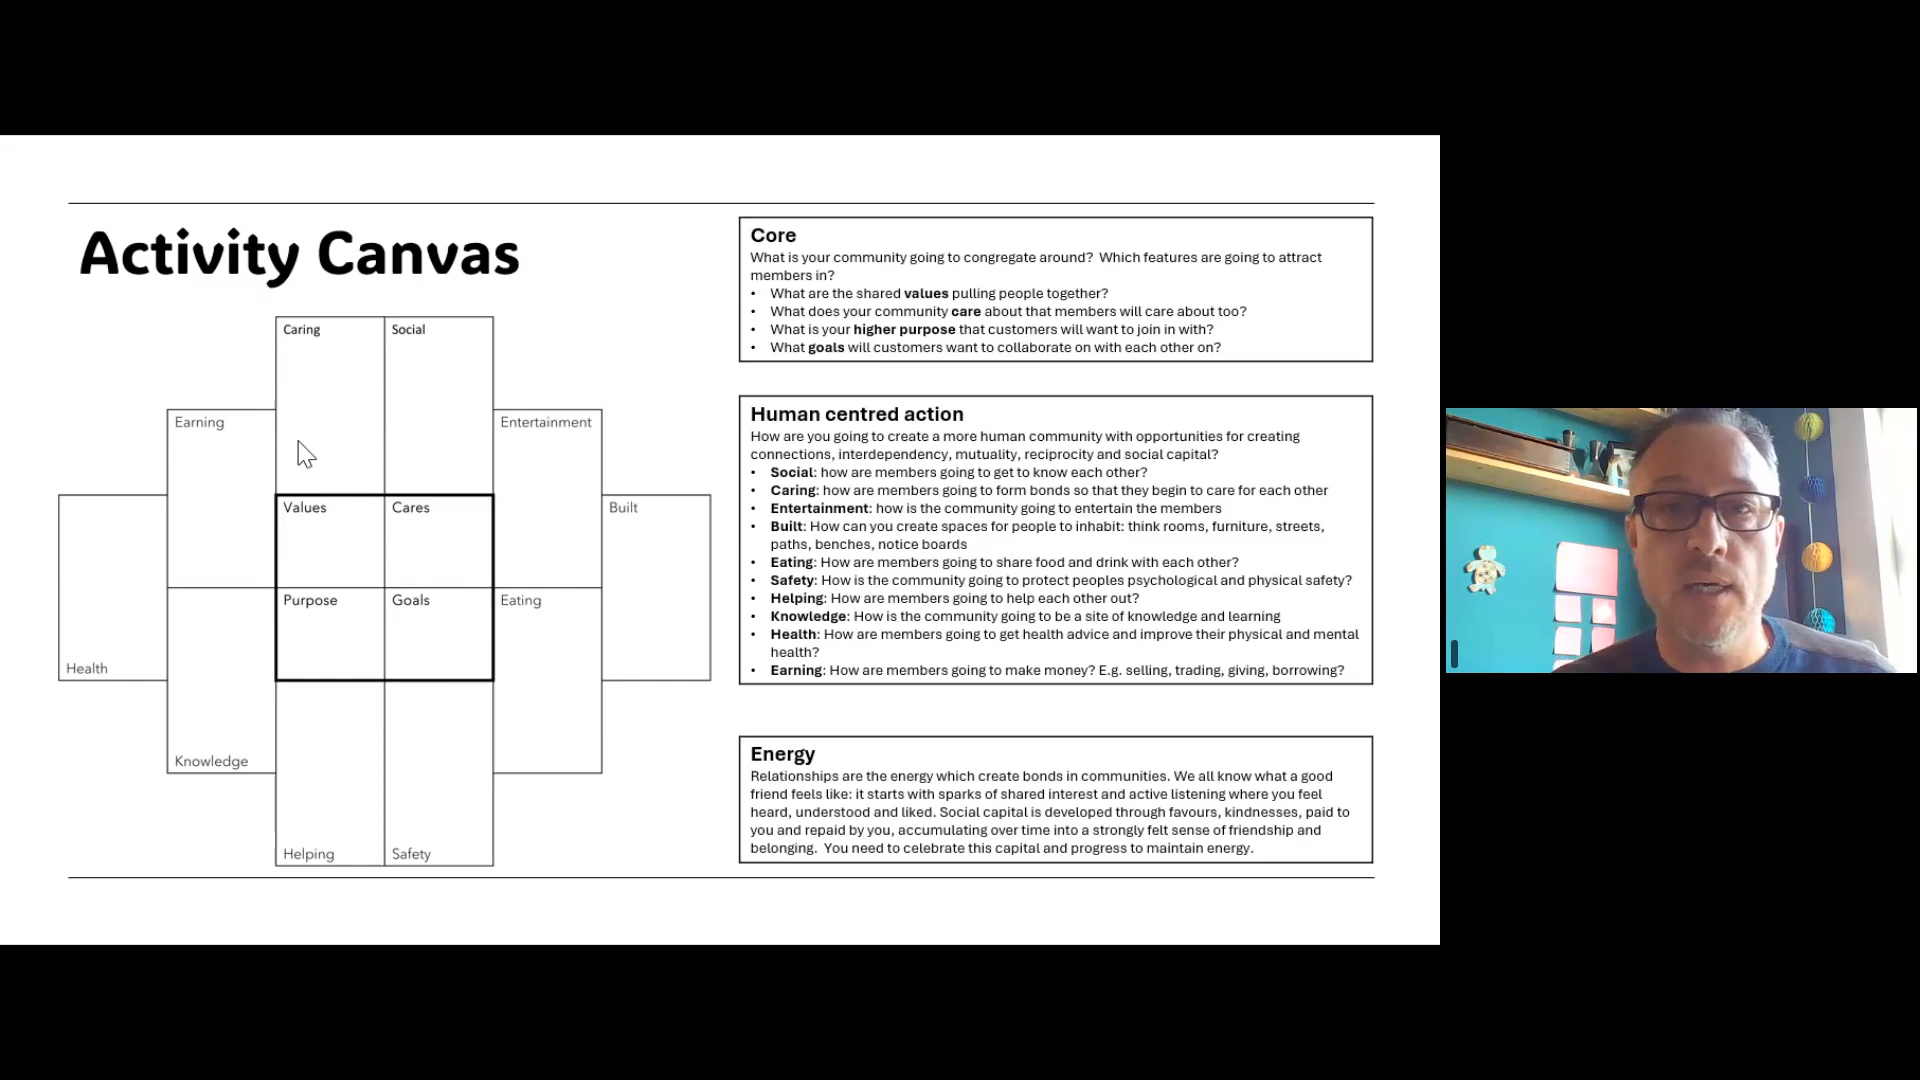 Activity Canvas
Caring
Social
Earning
Entertainment
Values
Cares
Built
Purpose
Goals
Eating
Health
Knowledge
Helping
Safety
Core
What is your community going to congregate around?  Which features are going to attract
members in?
• What are the shared values pulling people together?
• What does your community care about that members will care about too?
• What is your higher purpose that customers will want to join in with?
• What goals will customers want to collaborate on with each other on?
Human centred action
How are you going to create a more human community with opportunities for creating
connections, interdependency, mutuality, reciprocity and social capital?
• Social: how are members going to get to know each other?
• Caring: how are members going to form bonds so that they begin to care for each other
• Entertainment: how is the community going to entertain the members
• Built: How can you create spaces for people to inhabit: think rooms, furniture, streets,
paths, benches, notice boards
• Eating: How are members going to share food and drink with each other?
• Safety: How is the community going to protect peoples psychological and physical safety?
• Helping: How are members going to help each other out?
• Knowledge: How is the community going to be a site of knowledge and learning
• Health: How are members going to get health advice and improve their physical and mental
health?
• Earning: How are members going to make money? E.g. selling, trading, giving, borrowing?
Energy
Relationships are the energy which create bonds in communities. We all know what a good
friend feels like: it starts with sparks of shared interest and active listening where you feel
heard, understood and liked. Social capital is developed through favours, kindnesses, paid to
you and repaid by you, accumulating over time into a strongly felt sense of friendship and
belonging.  You need to celebrate this capital and progress to maintain energy.